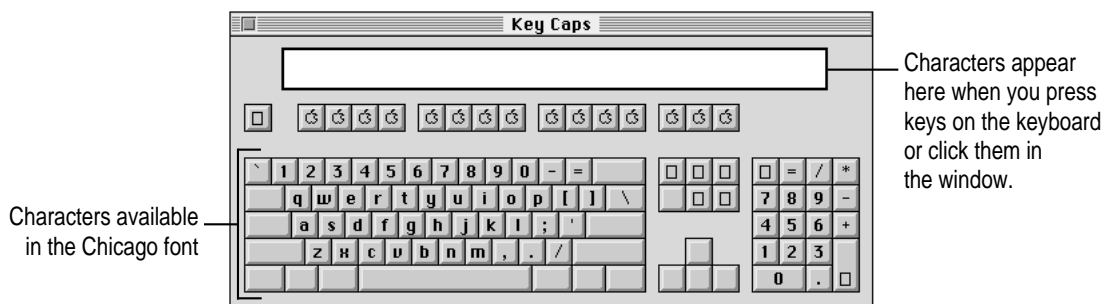 Key Caps
Characters appear
here when you press
keys on the keyboard
or click them in
the window.
` 1 2 3 4 5 6 7 8 9 0 - = = / *
q w e r t y u i o p [ ] \ 7 8 9 -
Characters available
in the Chicago font
a s d f g h j k l ; ' 4 5 6 +
z x c v b n m , . / 1 2 3
0 .